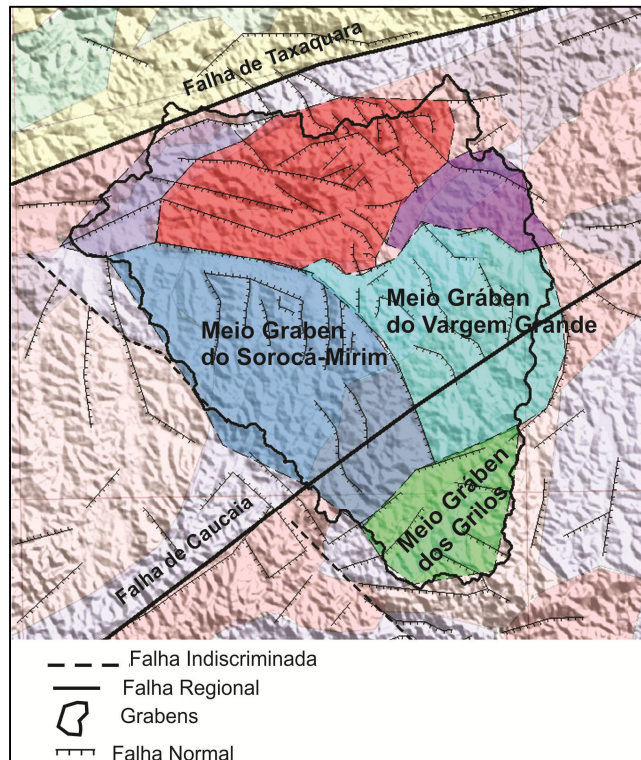 Falha de Taxaquara
Meio Gráben
do Vargem Grande
Meio Graben
do Sorocá-Mirim
Meio Gráben
dos Grilos
Falha de Caucaia
Falha Indiscriminada
Falha Regional
Grabens
Falha Normal